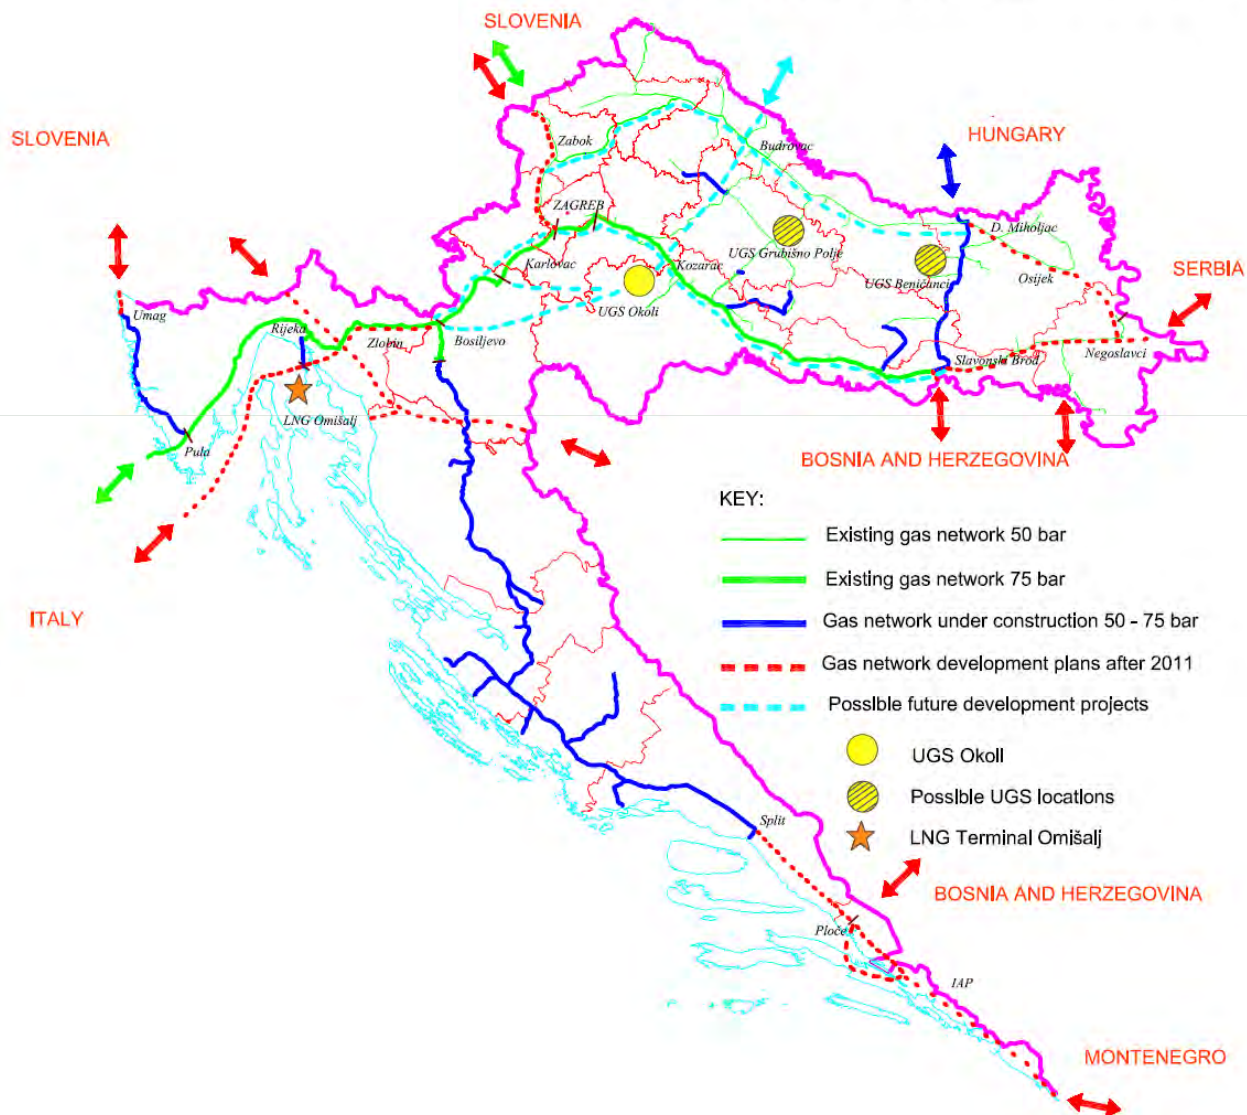 SLOVENIA
SLOVENIA
HUNGARY
Zabok
Budrovac
ZAGREB
D. Miholjac
UGS Grubišno Polje
Karlovac
Kozarac
UGS Beničanci
Osijek
SERBIA
UGS Okoli
Umag
Rijeka
Zlobin
Bosiljevo
Slavonski Brod
Negoslavci
LNG Omišalj
Pula
BOSNIA AND HERZEGOVINA
KEY:
Existing gas network 50 bar
Existing gas network 75 bar
ITALY
Gas network under construction 50 - 75 bar
Gas network development plans after 2011
Possible future development projects
UGS Okoli
Possible UGS locations
Split
LNG Terminal Omišalj
BOSNIA AND HERZEGOVINA
Ploče
IAP
MONTENEGRO